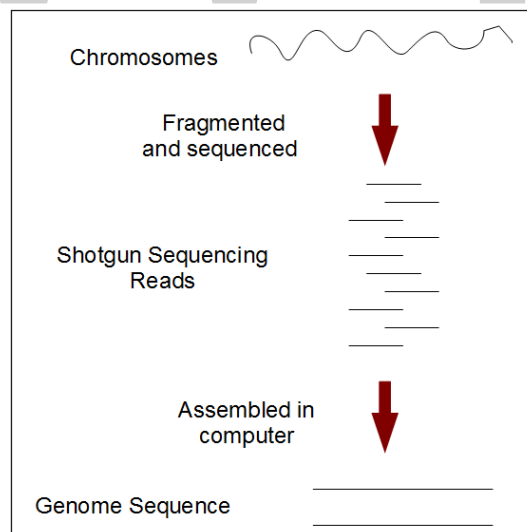 Chromosomes
Fragmented
and sequenced
Shotgun Sequencing
Reads
Assembled in
computer
Genome Sequence